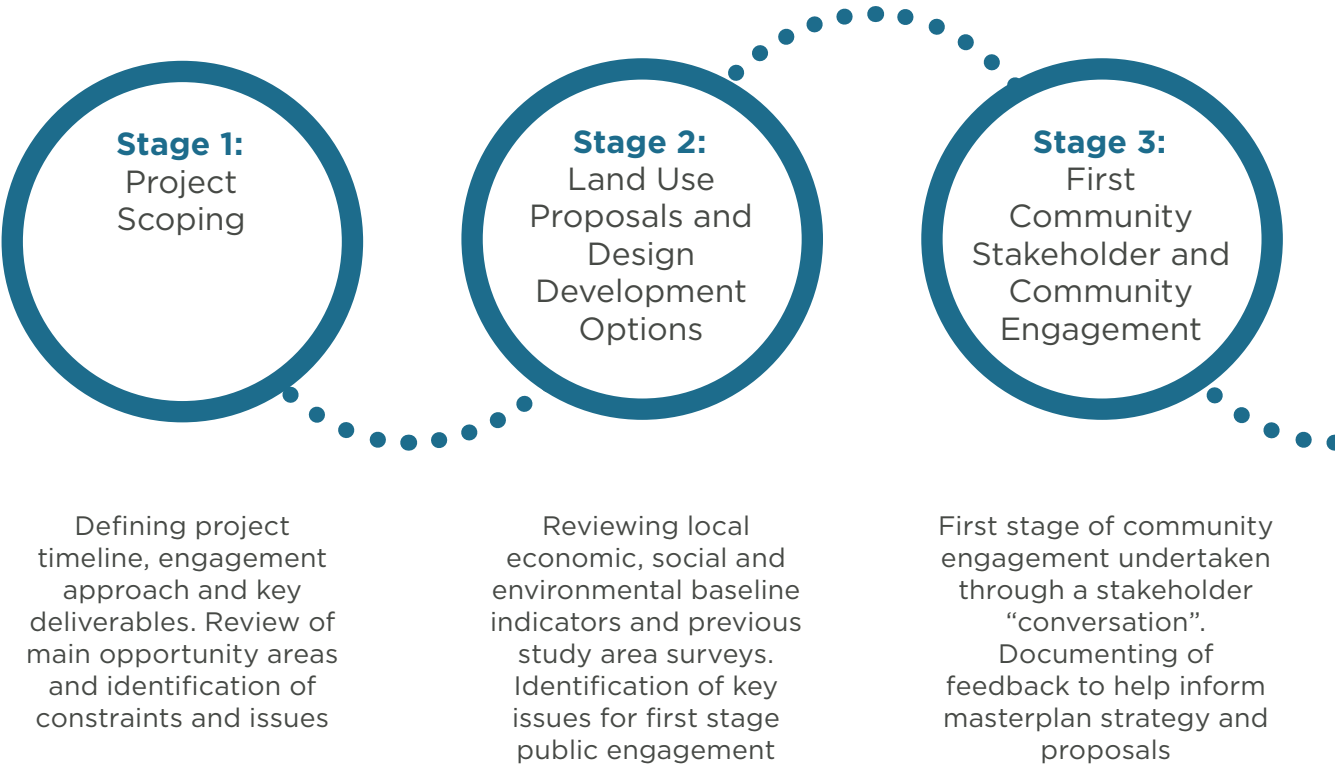 Stage 1:
Project
Scoping
Stage 2:
Land Use
Proposals and
Design
Development
Options
Stage 3:
First
Community
Stakeholder and
Community
Engagement
Defining project
timeline, engagement
approach and key
deliverables. Review of
main opportunity areas
and identification of
constraints and issues
Reviewing local
economic, social and
environmental baseline
indicators and previous
study area surveys.
Identification of key
issues for first stage
public engagement
First stage of community
engagement undertaken
through a stakeholder
“conversation”.
Documenting of
feedback to help inform
masterplan strategy and
proposals